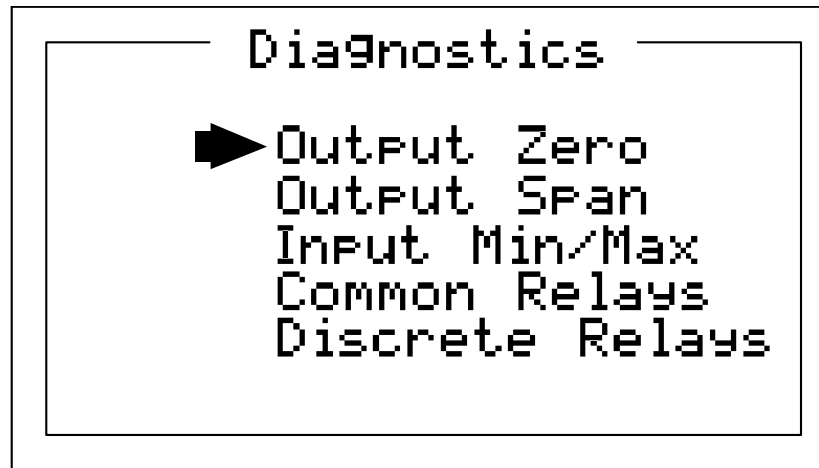 Diagnostics
Output Zero
Output Span
Input Min/Max
Common Relays
Discrete Relays